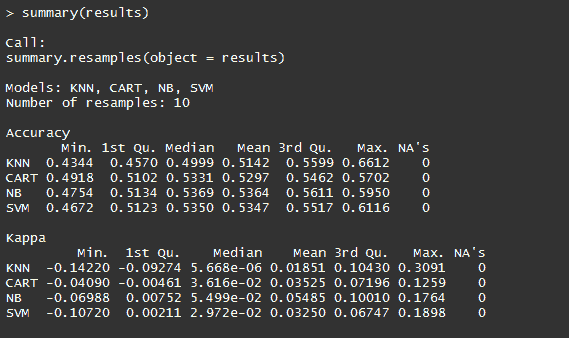 > summary(results)
Call:
summary.resamples(object = results)
Models: KNN, CART, NB, SVM
Number of resamples: 10
Accuracy
Min. 1st Qu. Median Mean 3rd Qu. Max. NA's
KNN 0.4344 0.4570 0.4999 0.5142 0.5599 0.6612 0
CART 0.4918 0.5102 0.5331 0.5297 0.5462 0.5702 0
NB 0.4754 0.5134 0.5369 0.5364 0.5611 0.5950 0
SVM 0.4672 0.5123 0.5350 0.5347 0.5517 0.6116 0
Kappa
Min. 1st Qu. Median Mean 3rd Qu. Max. NA's
KNN -0.14220 -0.09274 5.668e-06 0.01851 0.10430 0.3091 0
CART -0.04090 -0.00461 3.616e-02 0.03525 0.07196 0.1259 0
NB -0.06988 0.00752 5.499e-02 0.05485 0.10010 0.1764 0
SVM -0.10720 0.00211 2.972e-02 0.03250 0.06747 0.1898 0